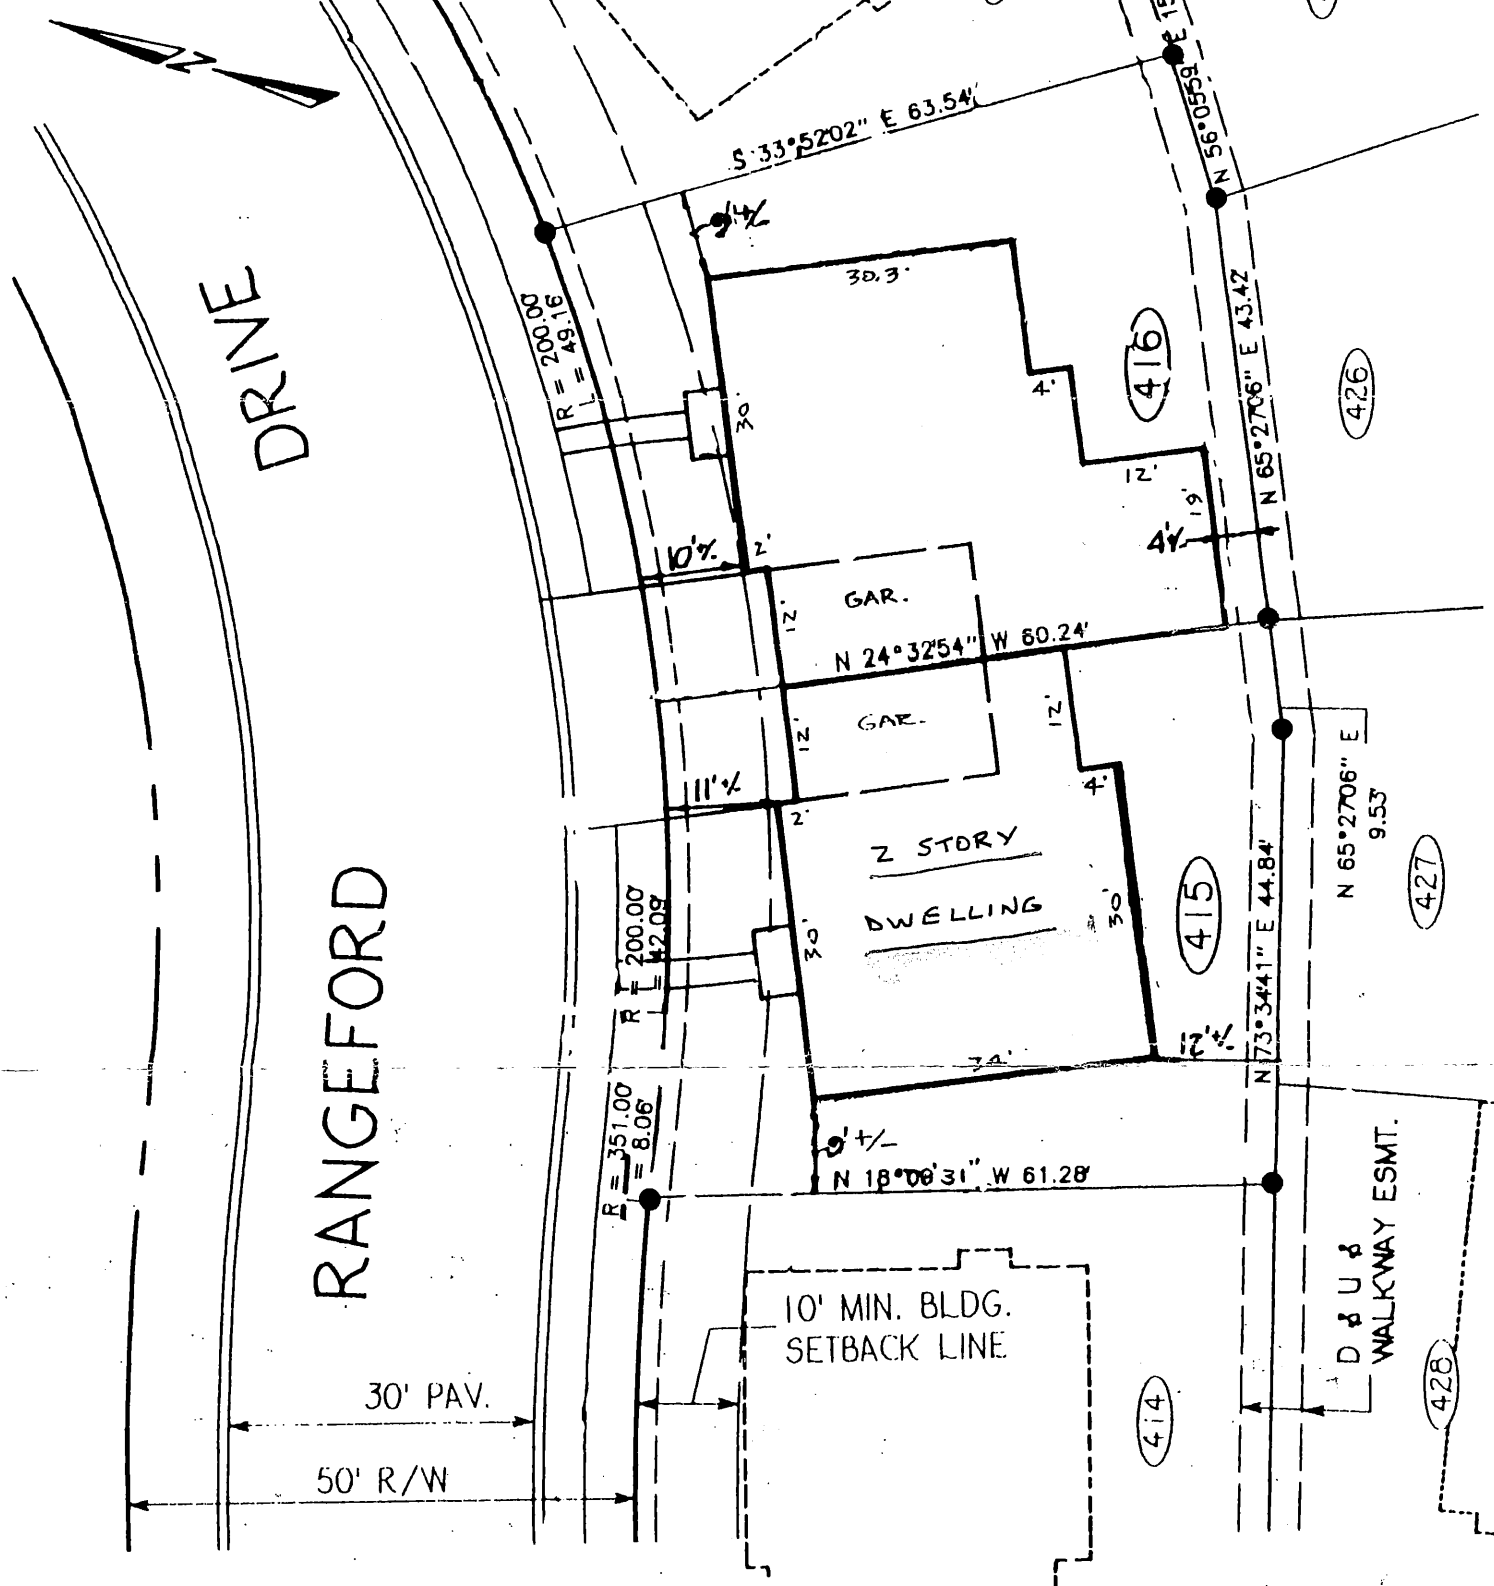 N
DRIVE
RANGEFORD
S 33°52'02" E 63.54'
N 56°05'59" E 15
30.3'
R = 200.00'
L = 49.16
30'
4'
416
12'
19'
N 65°27'06" E 43.42'
426
10'+/-
2'
4'+/-
12'
GAR.
N 24°32'54" W 60.24'
GAR.
12'
12'
11'+/-
2'
4'
N 65°27'06" E
9.53'
2 STORY
DWELLING
R = 200.00'
L = 42.09'
30'
30'
415
N 73°34'41" E 44.84'
427
12'+/-
R = 351.00'
= 8.06'
9'+/-
N 18°08'31" W 61.28'
10' MIN. BLDG.
SETBACK LINE
D & U &
WALKWAY ESMT.
30' PAV.
50' R/W
414
428